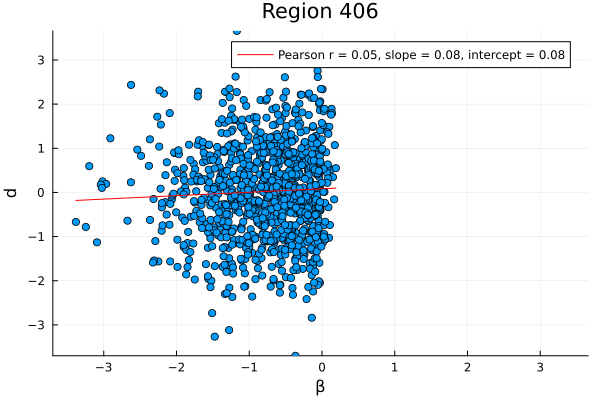 Region 406
Pearson r = 0.05, slope = 0.08, intercept = 0.08
3
2
1
0
−1
−2
−3
d
−3 −2 −1 0 1 2 3
β